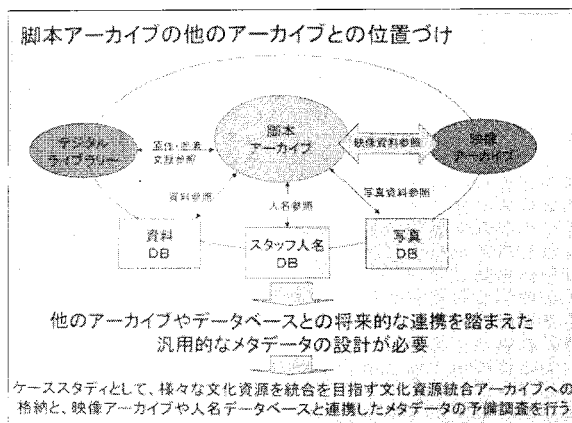 脚本アーカイブの他のアーカイブとの位置づけ
デジタル
ライブラリー
文献参照
脚本
アーカイブ
映像資料参照
映像
アーカイブ
資料参照
人名参照
写真資料参照
資料
DB
スタッフ人名
DB
写真
DB
他のアーカイブやデータベースとの将来的な連携を踏まえた
汎用的なメタデータの設計が必要
ケーススタディとして、様々な文化資源を統合を目指す文化資源統合アーカイブへの
格納と、映像アーカイブや人名データベースと連携したメタデータの予備調査を行う